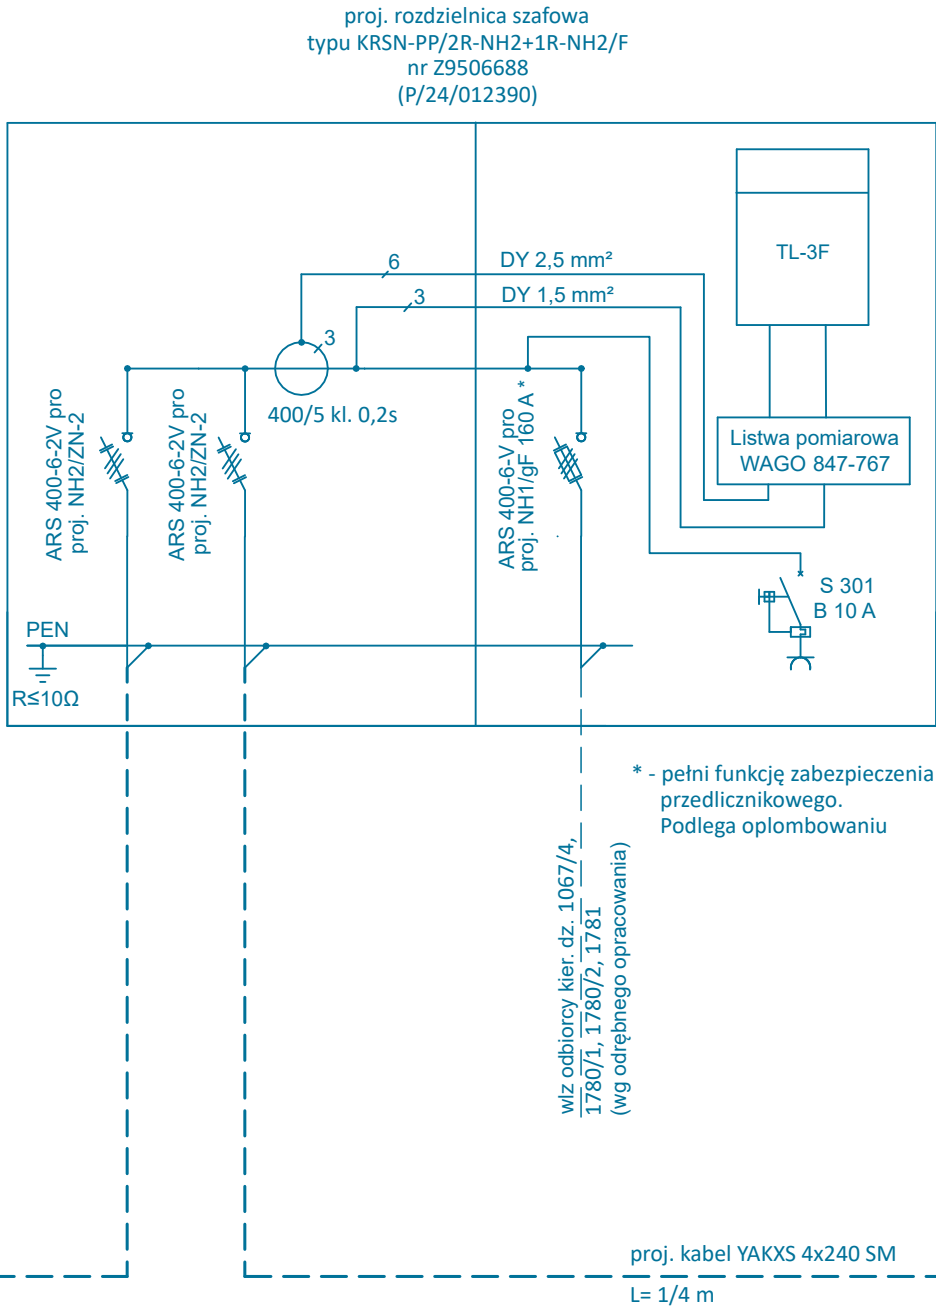 proj. rozdzielnica szafowa
typu KRSN-PP/2R-NH2+1R-NH2/F
nr Z9506688
(P/24/012390)
TL-3F
6
DY 2,5 mm²
3
DY 1,5 mm²
3
400/5 kl. 0,2s
ARS 400-6-2V pro
proj. NH2/ZN-2
ARS 400-6-2V pro
proj. NH2/ZN-2
ARS 400-6-V pro
proj. NH1/gF 160 A *
Listwa pomiarowa
WAGO 847-767
S 301
B 10 A
PEN
R≤10Ω
* - pełni funkcję zabezpieczenia
przedlicznikowego.
Podlega oplombowaniu
wlz odbiorcy kier. dz. 1067/4,
1780/1, 1780/2, 1781
(wg odrębnego opracowania)
proj. kabel YAKXS 4x240 SM
L= 1/4 m